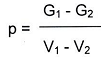 p = G₁ - G₂ / V₁ - V₂